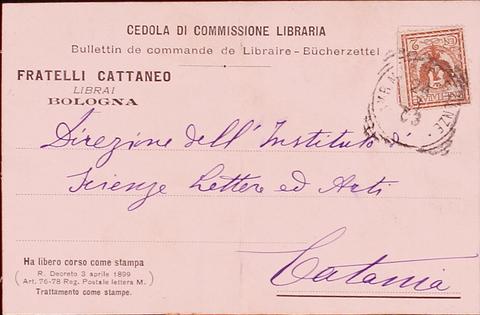 CEDOLA DI COMMISSIONE LIBRARIA
Bullettin de commande de Libraire - Bücherzettel
FRATELLI CATTANEO
LIBRAI
BOLOGNA
Direzione dell' Instituto di
Scienze Lettere ed Arti
Catania
Ha libero corso come stampa
(R. Decreto 3 aprile 1899
Art. 76-78 Reg. Postale lettera M.)
Trattamento come stampe.